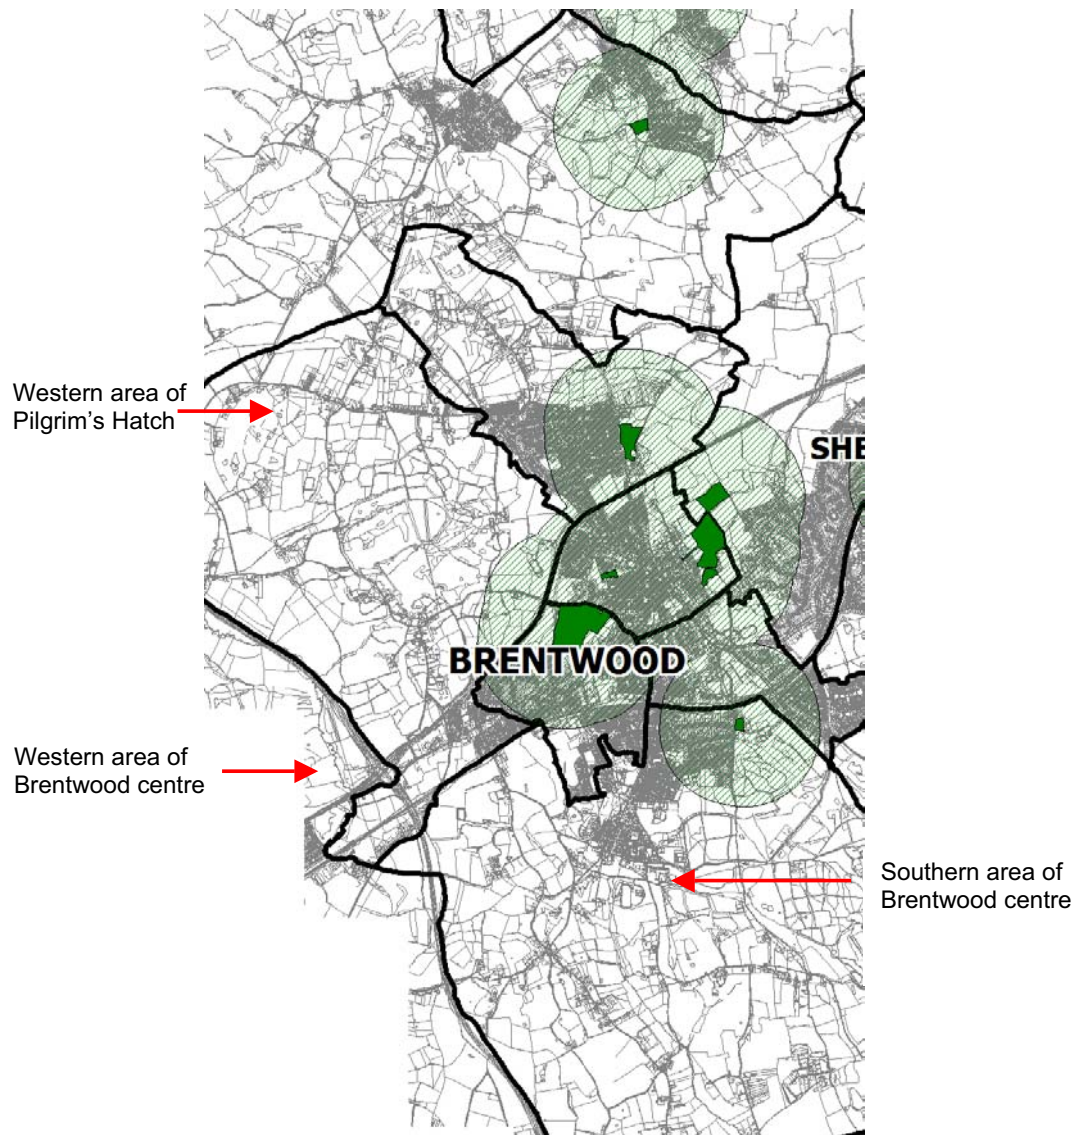 Western area of
Pilgrim's Hatch
SHE
BRENTWOOD
Western area of
Brentwood centre
Southern area of
Brentwood centre